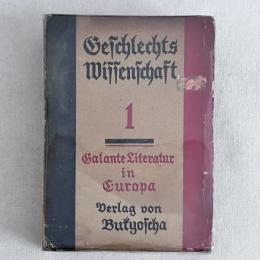 Geschlechts
Wissenschaft
1
Galante Literatur
in
Europa
Verlag von
Bukyoscha